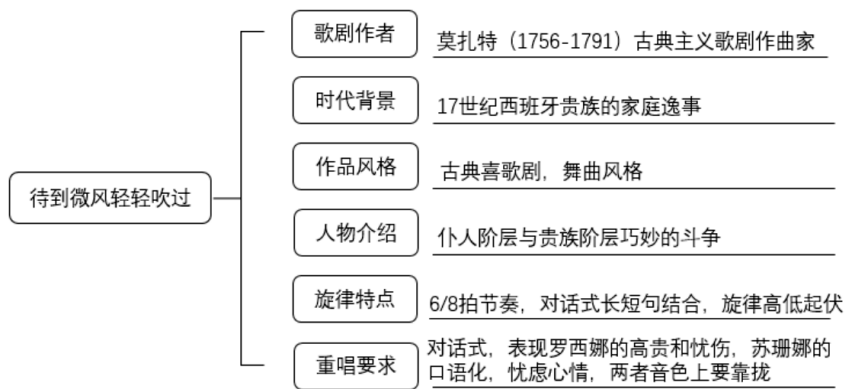 待到微风轻轻吹过
歌剧作者
莫扎特（1756-1791）古典主义歌剧作曲家
时代背景
17世纪西班牙贵族的家庭逸事
作品风格
古典喜歌剧，舞曲风格
人物介绍
仆人阶层与贵族阶层巧妙的斗争
旋律特点
6/8拍节奏，对话式长短句结合，旋律高低起伏
重唱要求
对话式，表现罗西娜的高贵和忧伤，苏珊娜的
口语化，忧虑心情，两者音色上要靠拢